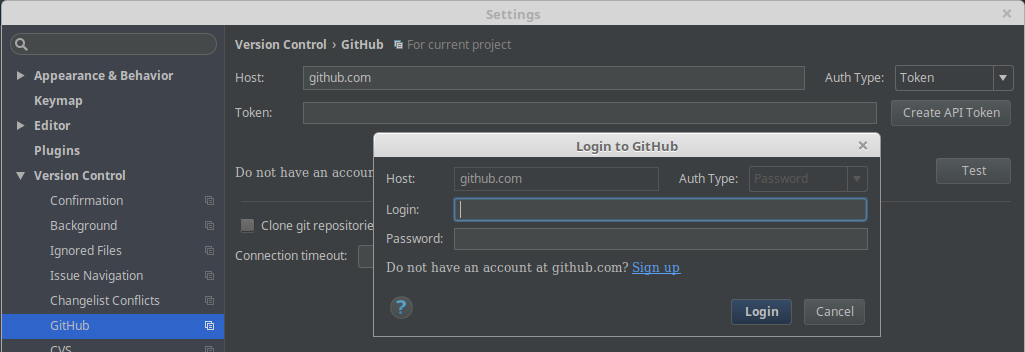 Settings
Version Control › GitHub For current project
Appearance & Behavior
Keymap
Editor
Plugins
Version Control
Confirmation
Background
Ignored Files
Issue Navigation
Changelist Conflicts
GitHub
CVS
Host: github.com Auth Type: Token
Token: Create API Token
Do not have an accoun
Test
Clone git repositorie
Connection timeout:
Login to GitHub
Host: github.com Auth Type: Password
Login:
Password:
Do not have an account at github.com? Sign up
? Login Cancel